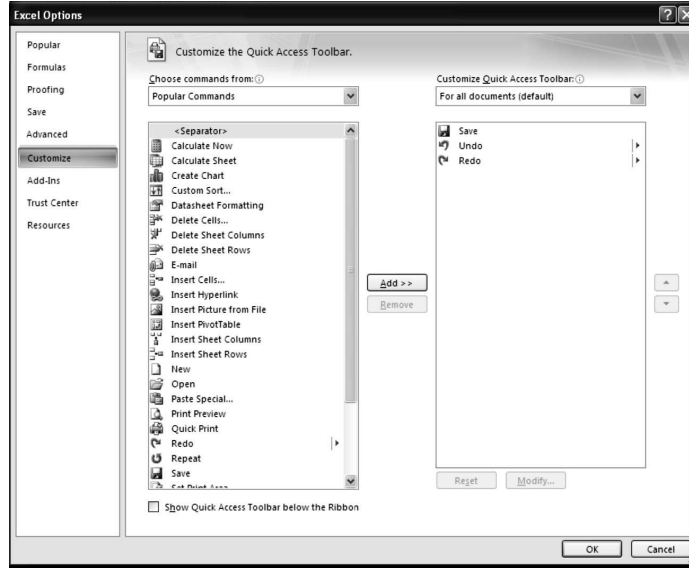 Excel Options
Popular
Formulas
Proofing
Save
Advanced
Customize
Add-Ins
Trust Center
Resources
Customize the Quick Access Toolbar.
Choose commands from:
Popular Commands
<Separator>
Calculate Now
Calculate Sheet
Create Chart
Custom Sort...
Datasheet Formatting
Delete Cells...
Delete Sheet Columns
Delete Sheet Rows
E-mail
Insert Cells...
Insert Hyperlink
Insert Picture from File
Insert PivotTable
Insert Sheet Columns
Insert Sheet Rows
New
Open
Paste Special...
Print Preview
Quick Print
Redo
Repeat
Save
Set Print Area
Show Quick Access Toolbar below the Ribbon
Add >>
Remove
Customize Quick Access Toolbar:
For all documents (default)
Save
Undo
Redo
Reset
Modify...
OK
Cancel